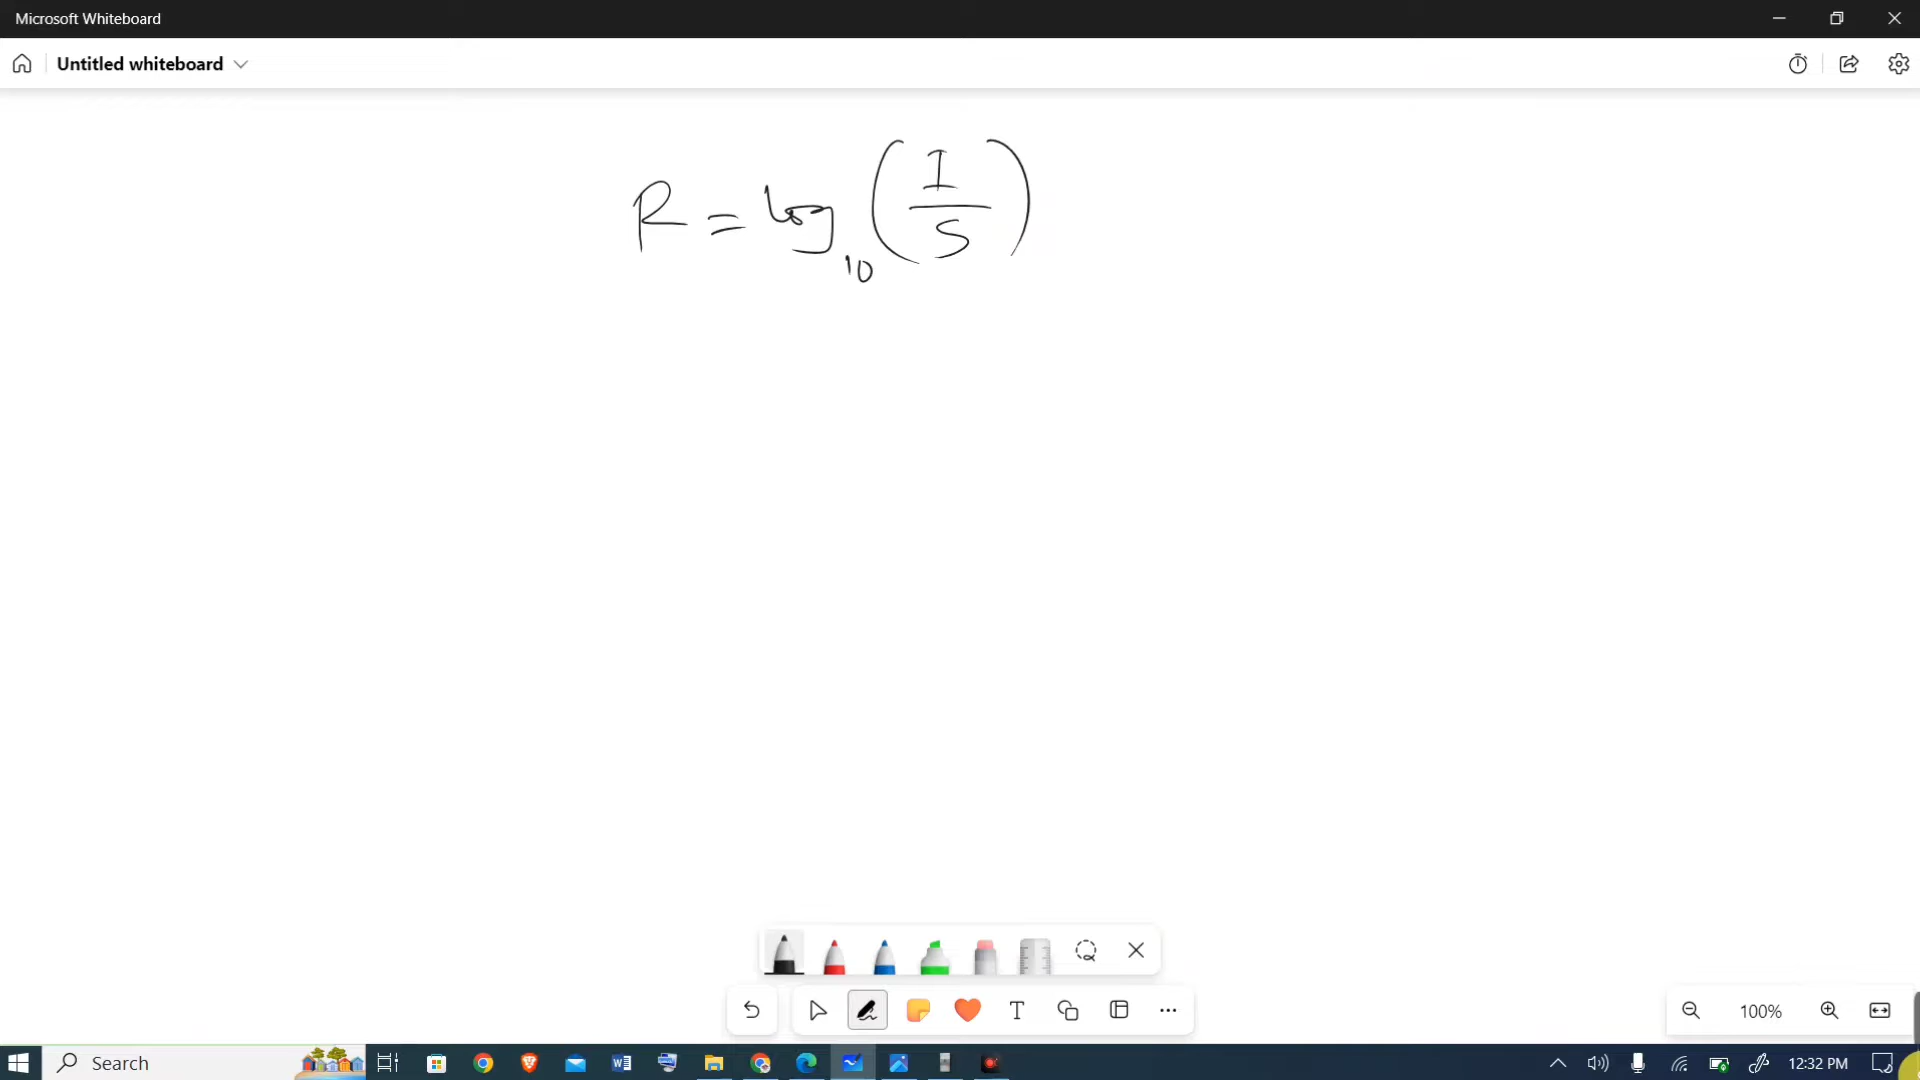 Microsoft Whiteboard
Untitled whiteboard
R = log₁₀ (I/S)
100%
Search
12:32 PM